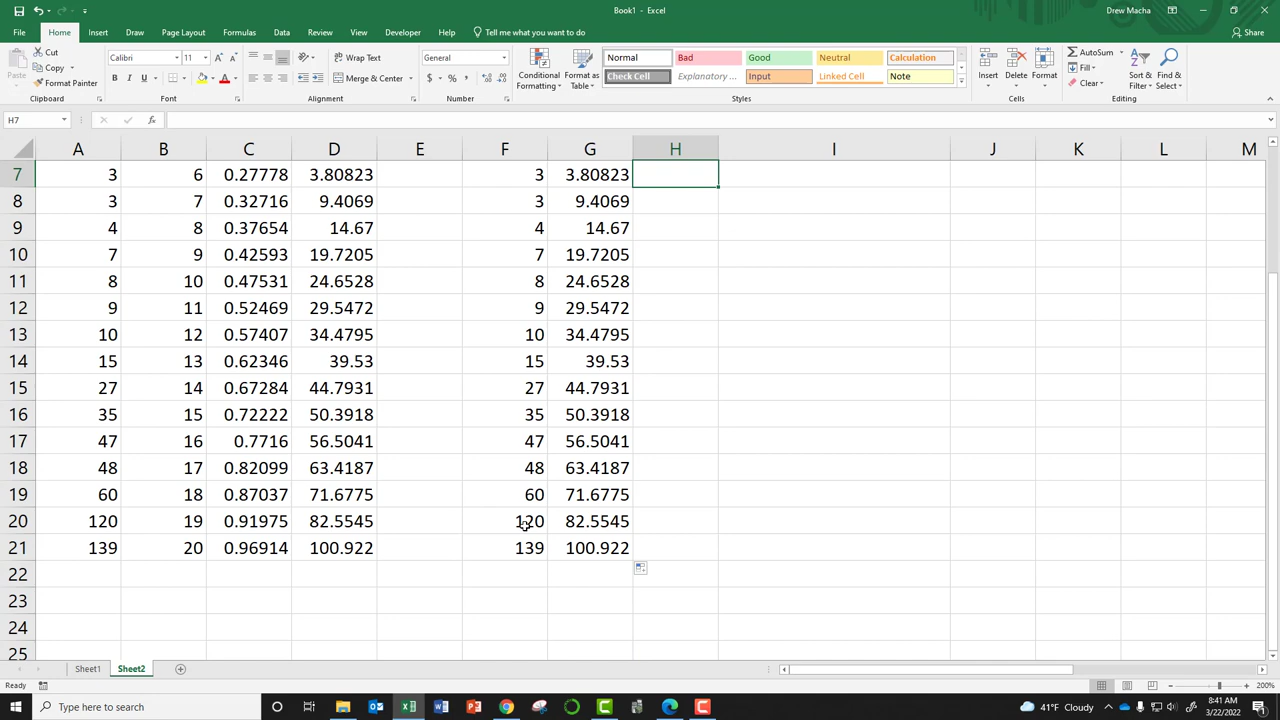 Book1 - Excel
Drew Macha
File Home Insert Draw Page Layout Formulas Data Review View Developer Help Tell me what you want to do Share
Paste Cut Copy Format Painter
Calibri 11
Wrap Text
Merge & Center
General
Conditional Formatting Format as Table
Normal Bad Good Neutral Calculation
Check Cell Explanatory ... Input Linked Cell Note
Insert Delete Format
AutoSum Fill Clear
Sort & Filter Find & Select
Clipboard Font Alignment Number Styles Cells Editing
H7 fx
A B C D E F G H I J K L M
7 3 6 0.27778 3.80823 3 3.80823
8 3 7 0.32716 9.4069 3 9.4069
9 4 8 0.37654 14.67 4 14.67
10 7 9 0.42593 19.7205 7 19.7205
11 8 10 0.47531 24.6528 8 24.6528
12 9 11 0.52469 29.5472 9 29.5472
13 10 12 0.57407 34.4795 10 34.4795
14 15 13 0.62346 39.53 15 39.53
15 27 14 0.67284 44.7931 27 44.7931
16 35 15 0.72222 50.3918 35 50.3918
17 47 16 0.7716 56.5041 47 56.5041
18 48 17 0.82099 63.4187 48 63.4187
19 60 18 0.87037 71.6775 60 71.6775
20 120 19 0.91975 82.5545 120 82.5545
21 139 20 0.96914 100.922 139 100.922
22
23
24
25
Sheet1 Sheet2
Ready 200%
Type here to search 41°F Cloudy 8:41 AM
3/22/2022